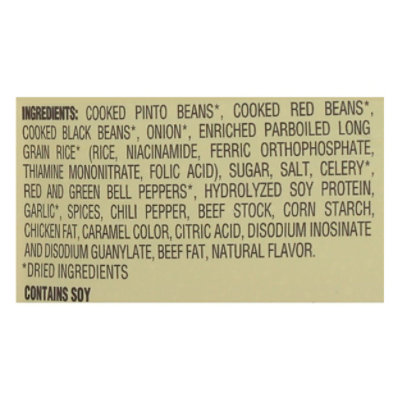 INGREDIENTS: COOKED PINTO BEANS*, COOKED RED BEANS*,
COOKED BLACK BEANS*, ONION*, ENRICHED PARBOILED LONG
GRAIN RICE* (RICE, NIACINAMIDE, FERRIC ORTHOPHOSPHATE,
THIAMINE MONONITRATE, FOLIC ACID), SUGAR, SALT, CELERY*,
RED AND GREEN BELL PEPPERS*, HYDROLYZED SOY PROTEIN,
GARLIC*, SPICES, CHILI PEPPER, BEEF STOCK, CORN STARCH,
CHICKEN FAT, CARAMEL COLOR, CITRIC ACID, DISODIUM INOSINATE
AND DISODIUM GUANYLATE, BEEF FAT, NATURAL FLAVOR.
*DRIED INGREDIENTS
CONTAINS SOY